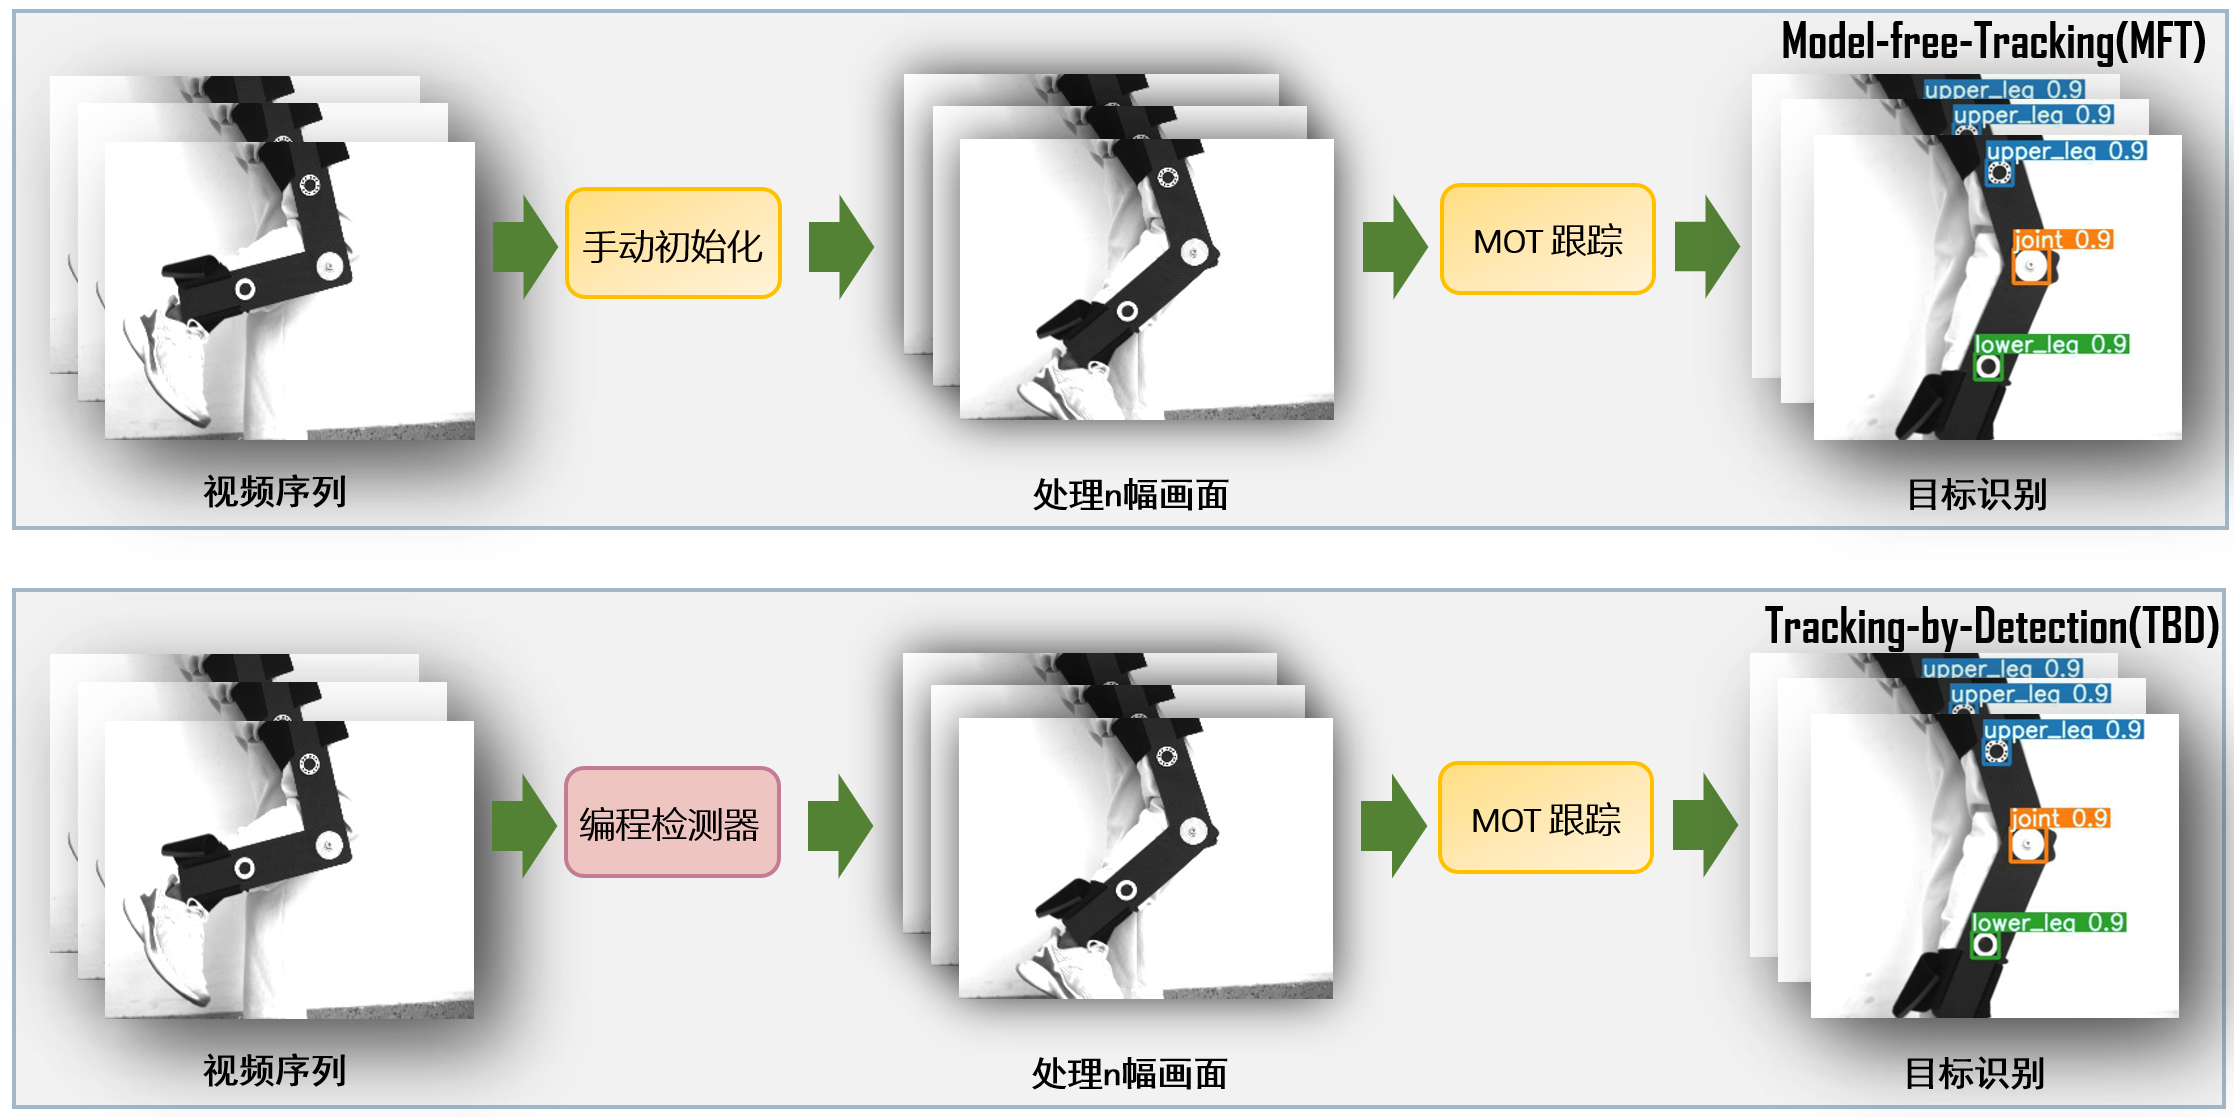 Model-free-Tracking(MFT)
upper_leg 0.9
upper_leg 0.9
upper_leg 0.9
手动初始化
MOT 跟踪
joint 0.9
lower_leg 0.9
视频序列
处理n幅画面
目标识别
Tracking-by-Detection(TBD)
upper_leg 0.9
upper_leg 0.9
upper_leg 0.9
编程检测器
MOT 跟踪
joint 0.9
lower_leg 0.9
视频序列
处理n幅画面
目标识别